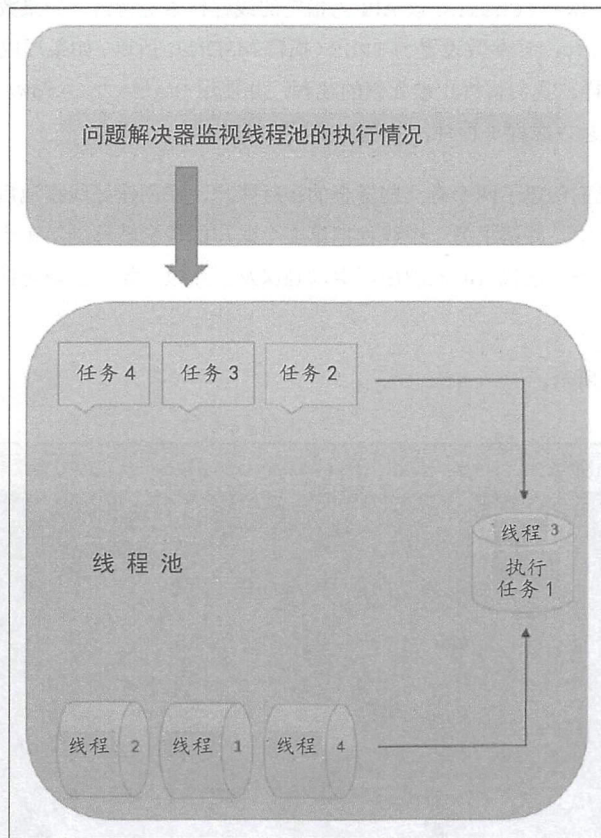 问题解决器监视线程池的执行情况
任务 4
任务 3
任务 2
线程 3
执行
任务 1
线 程 池
线程 2
线程 1
线程 4